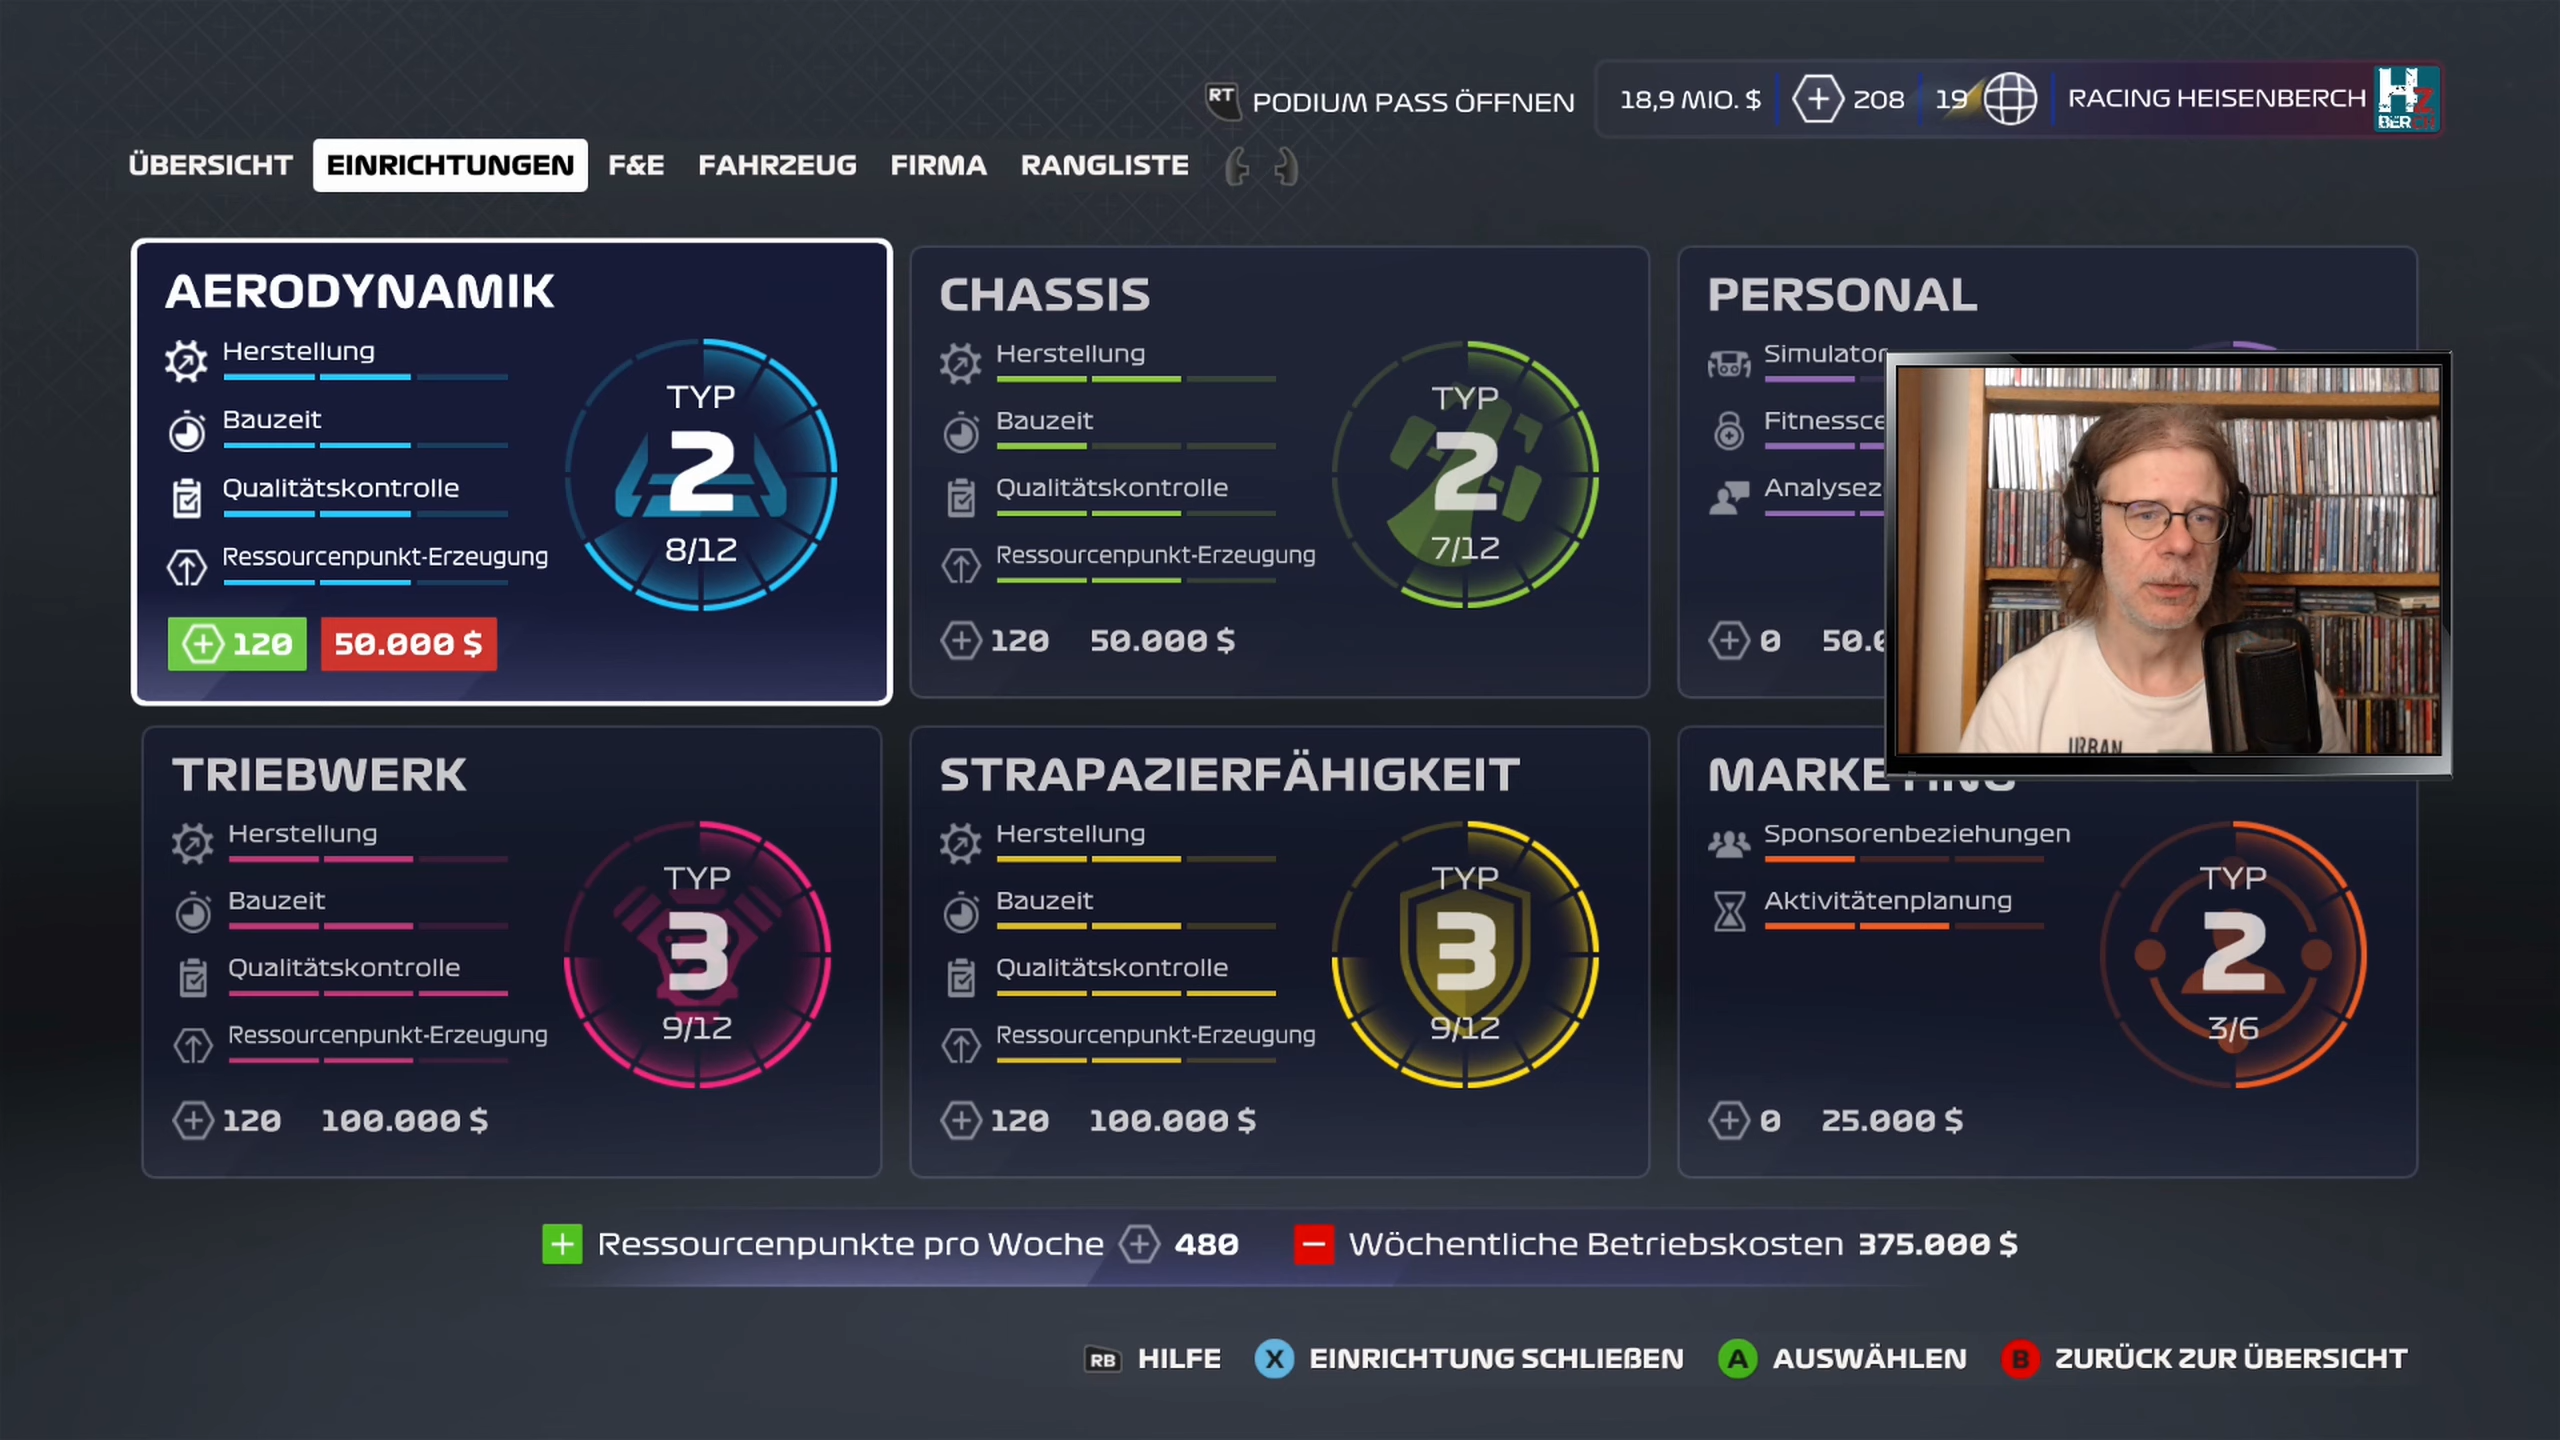 RT PODIUM PASS ÖFFNEN 18,9 MIO. $ 208 19 RACING HEISENBERCH HZ BERCH
ÜBERSICHT EINRICHTUNGEN F&E FAHRZEUG FIRMA RANGLISTE
AERODYNAMIK
Herstellung
Bauzeit
Qualitätskontrolle
Ressourcenpunkt-Erzeugung
TYP
2
8/12
120 50.000 $
CHASSIS
Herstellung
Bauzeit
Qualitätskontrolle
Ressourcenpunkt-Erzeugung
TYP
2
7/12
120 50.000 $
PERSONAL
Simulator
0
TRIEBWERK
Herstellung
Bauzeit
Qualitätskontrolle
Ressourcenpunkt-Erzeugung
TYP
3
9/12
120 100.000 $
STRAPAZIERFÄHIGKEIT
Herstellung
Bauzeit
Qualitätskontrolle
Ressourcenpunkt-Erzeugung
TYP
3
9/12
120 100.000 $
MARKETING
Sponsorenbeziehungen
Aktivitätenplanung
TYP
2
3/6
0 25.000 $
URBAN
+ Ressourcenpunkte pro Woche 480 − Wöchentliche Betriebskosten 375.000 $
RB HILFE X EINRICHTUNG SCHLIEẞEN A AUSWÄHLEN B ZURÜCK ZUR ÜBERSICHT